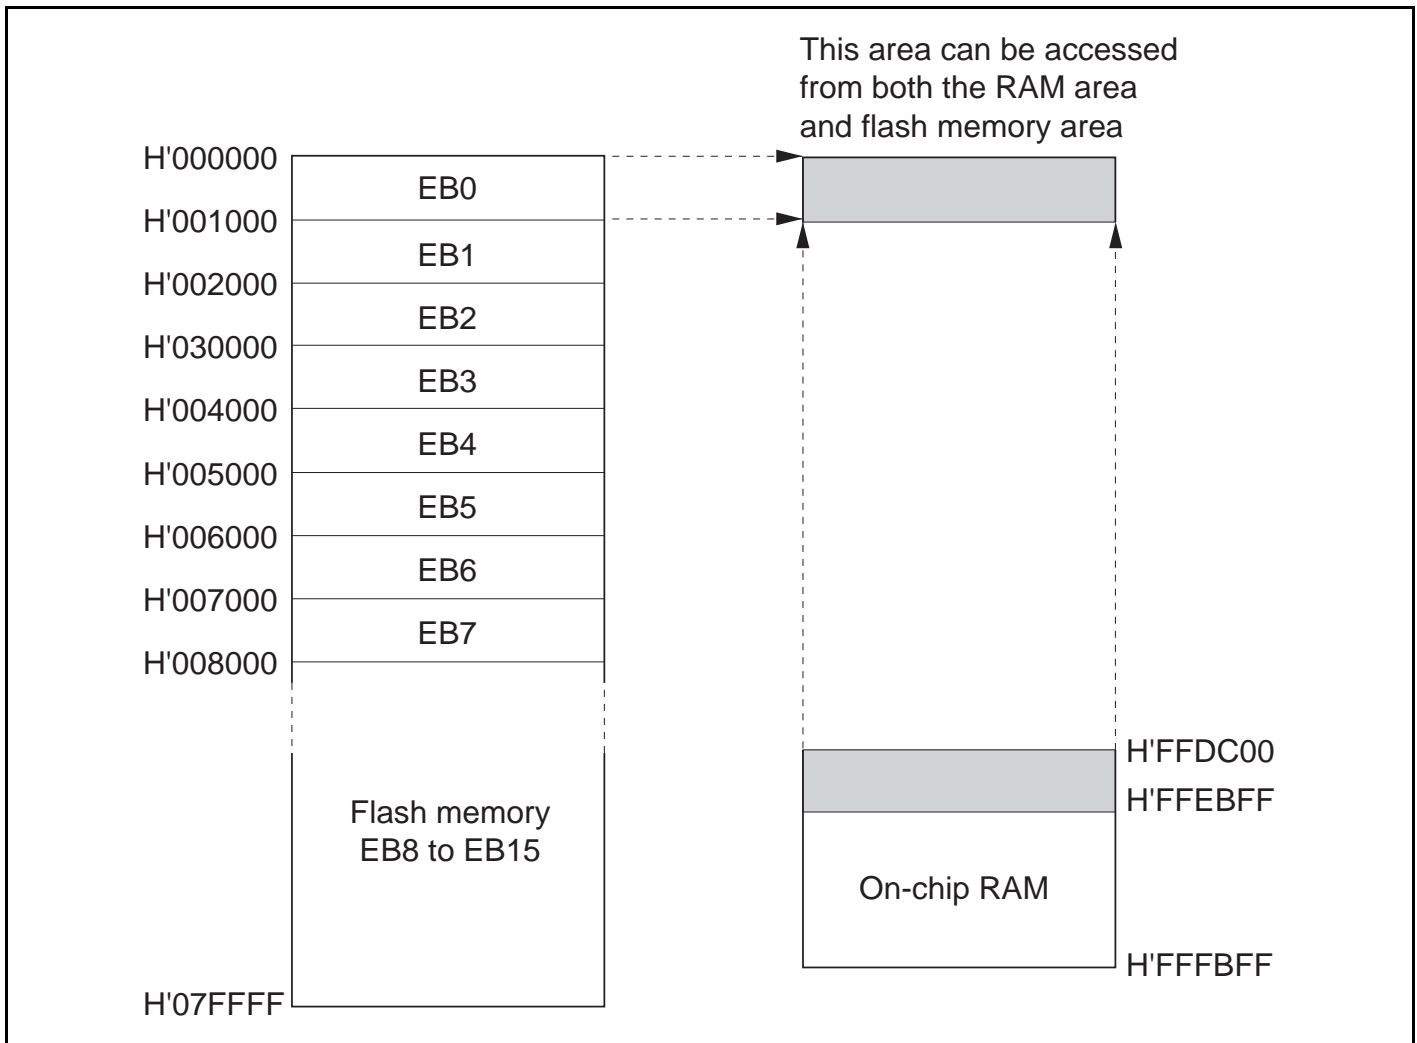 This area can be accessed
from both the RAM area
and flash memory area
H'000000
EB0
H'001000
EB1
H'002000
EB2
H'030000
EB3
H'004000
EB4
H'005000
EB5
H'006000
EB6
H'007000
EB7
H'008000
Flash memory
EB8 to EB15
H'07FFFF
H'FFDC00
H'FFEBFF
On-chip RAM
H'FFFBFF